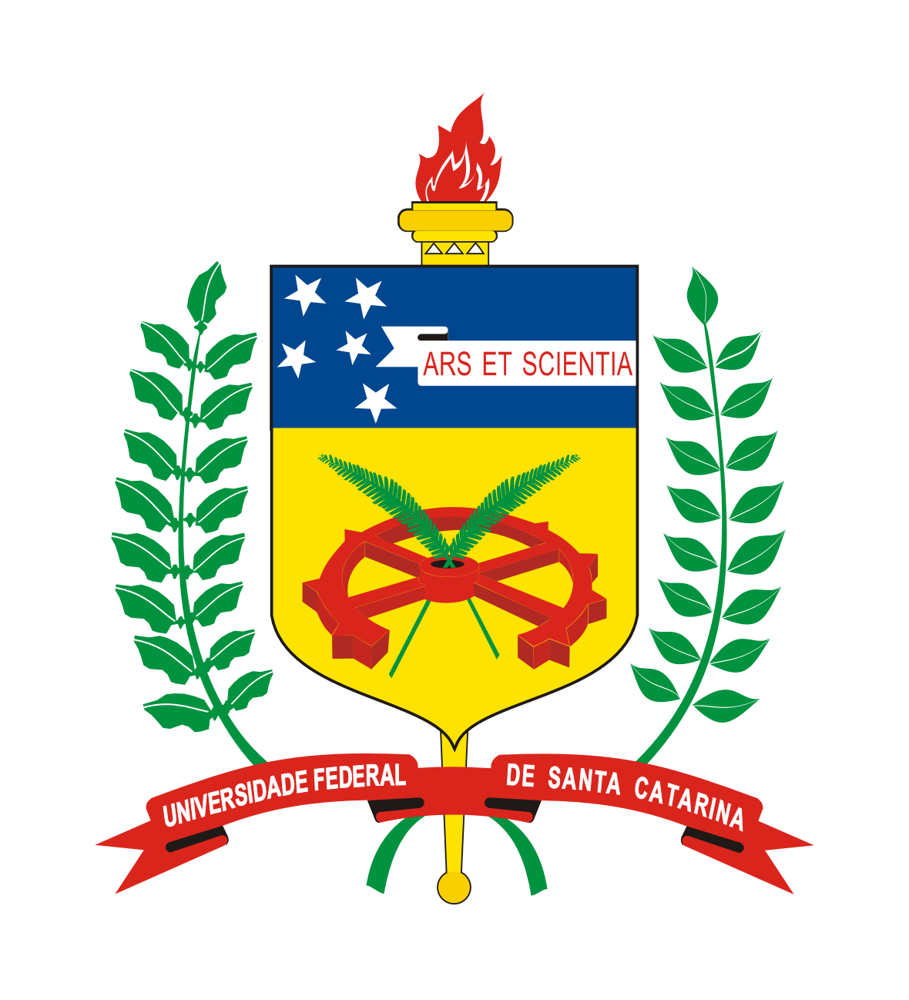 ARS ET SCIENTIA
UNIVERSIDADE FEDERAL DE SANTA CATARINA